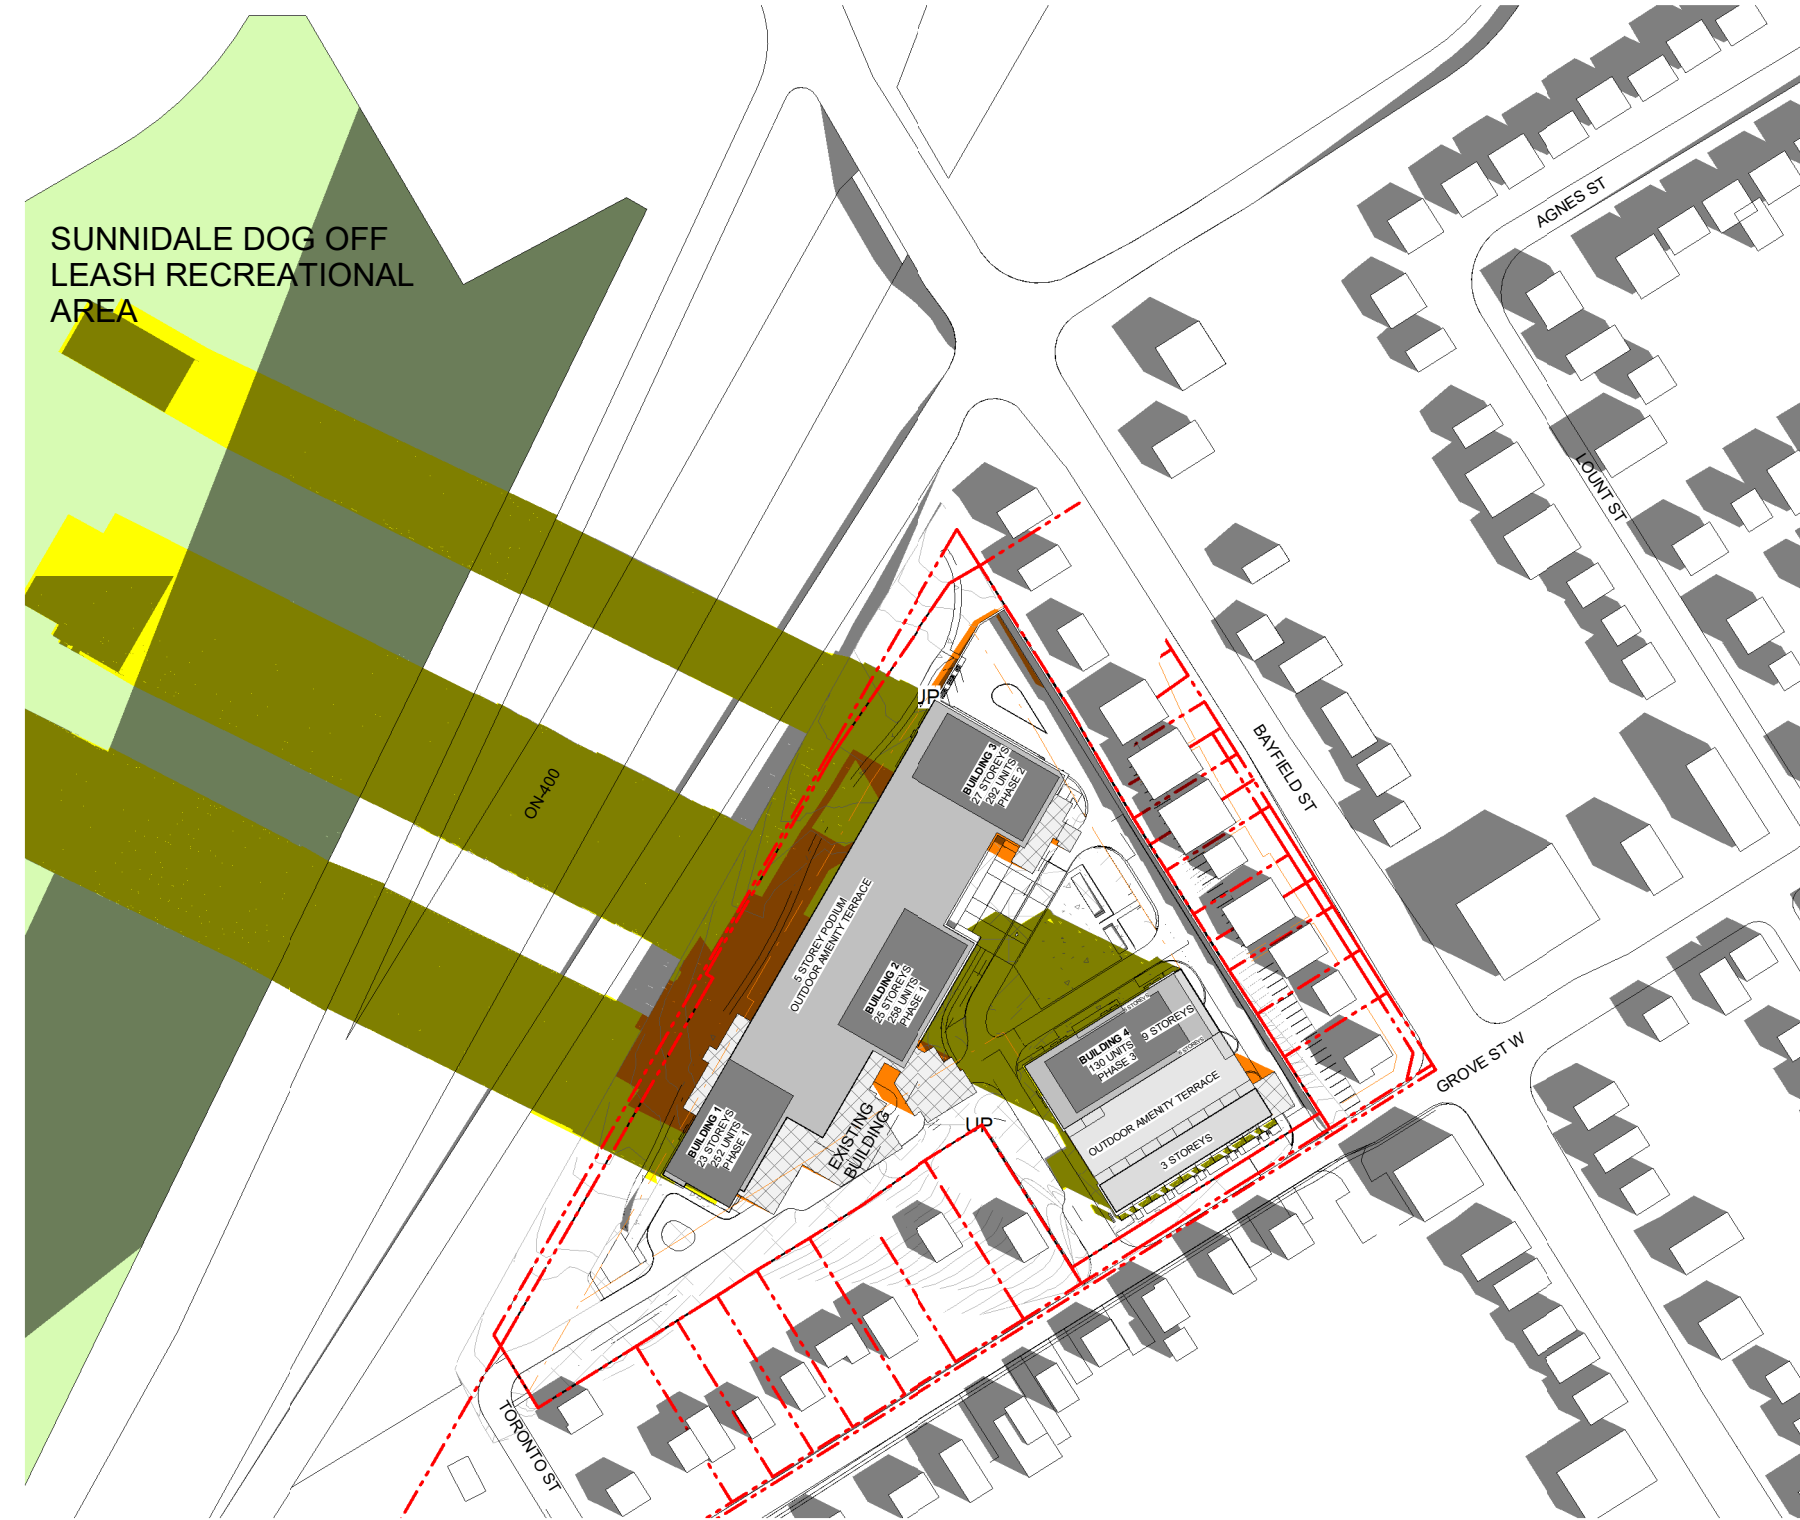 SUNNIDALE DOG OFF
LEASH RECREATIONAL
AREA
AGNES ST
LOUNT ST
BAYFIELD ST
GROVE ST W
ON-400
TORONTO ST
UP
BUILDING 3
27 STOREYS
292 UNITS
PHASE 2
5 STOREY PODIUM
OUTDOOR AMENITY TERRACE
BUILDING 2
25 STOREYS
258 UNITS
PHASE 1
BUILDING 1
23 STOREYS
252 UNITS
PHASE 1
EXISTING
BUILDING
UP
BUILDING 4
130 UNITS
PHASE 3
9 STOREYS
OUTDOOR AMENITY TERRACE
3 STOREYS